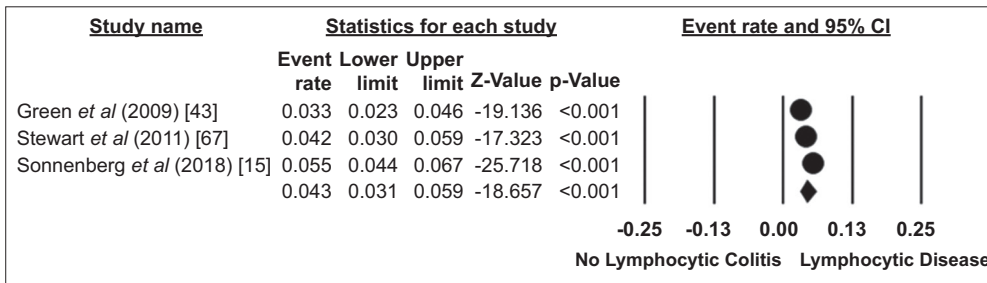 Study name Statistics for each study Event rate and 95% CI
Event Lower Upper
rate limit limit Z-Value p-Value
Green et al (2009) [43] 0.033 0.023 0.046 -19.136 <0.001
Stewart et al (2011) [67] 0.042 0.030 0.059 -17.323 <0.001
Sonnenberg et al (2018) [15] 0.055 0.044 0.067 -25.718 <0.001
0.043 0.031 0.059 -18.657 <0.001
-0.25 -0.13 0.00 0.13 0.25
No Lymphocytic Colitis Lymphocytic Disease